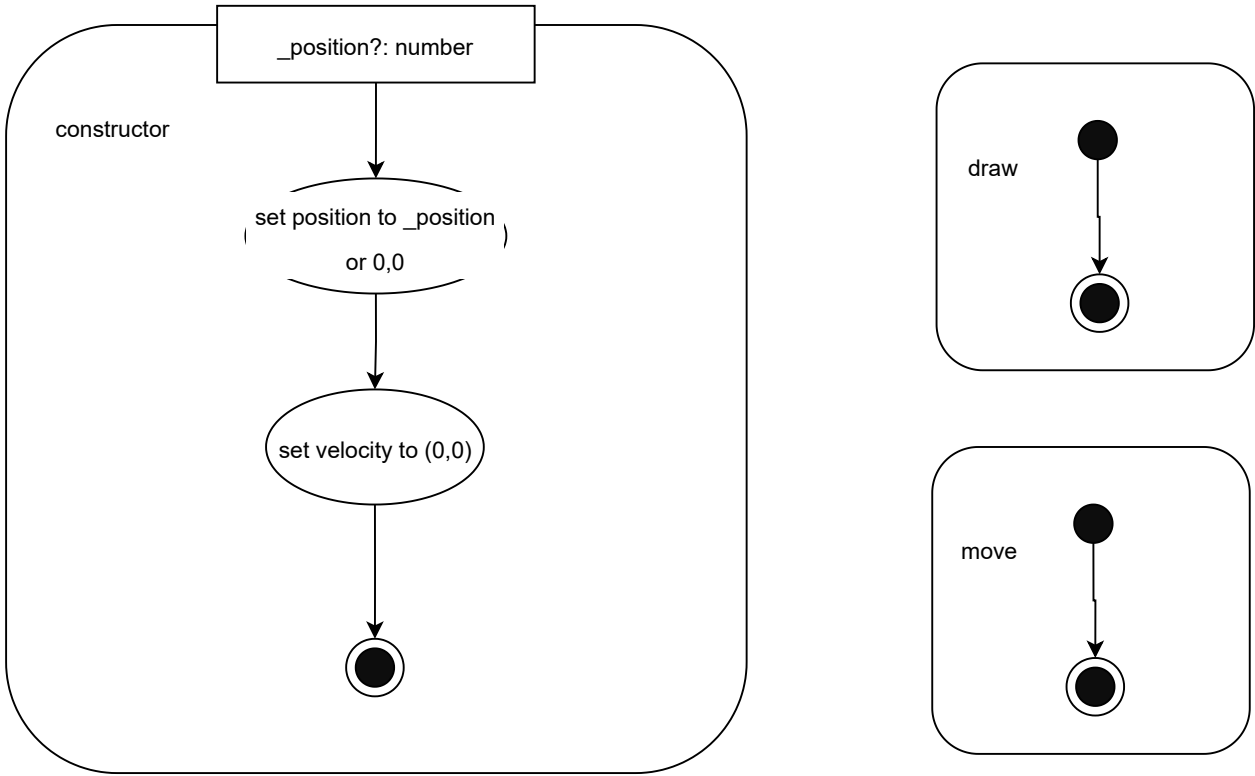 _position?: number
constructor
set position to _position
or 0,0
set velocity to (0,0)
draw
move